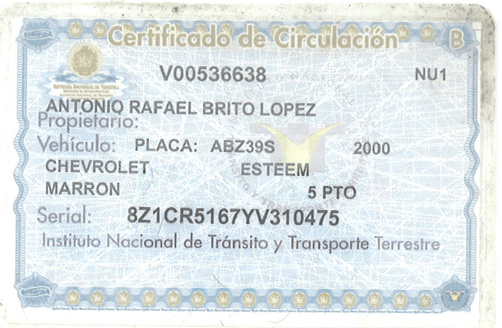 Certificado de Circulación
B
V00536638 NU1
ANTONIO RAFAEL BRITO LOPEZ
Propietario:
Vehículo: PLACA: ABZ39S 2000
CHEVROLET ESTEEM
MARRON 5 PTO
Serial: 8Z1CR5167YV310475
Instituto Nacional de Tránsito y Transporte Terrestre